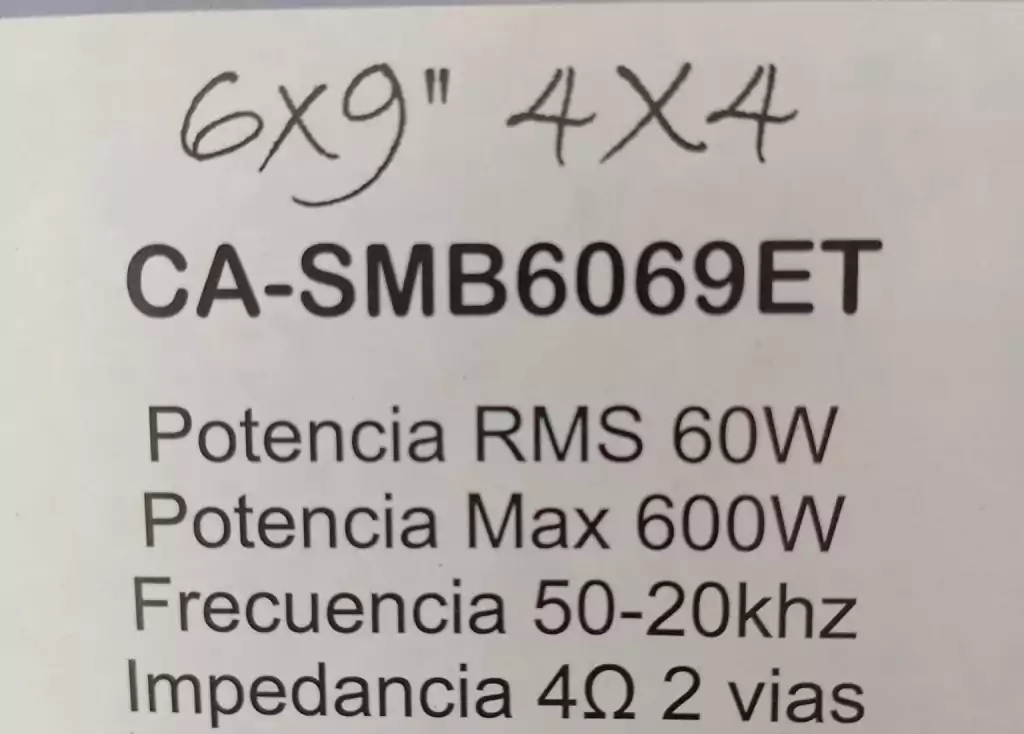 6x9" 4X4
CA-SMB6069ET
Potencia RMS 60W
Potencia Max 600W
Frecuencia 50-20khz
Impedancia 4Ω 2 vias